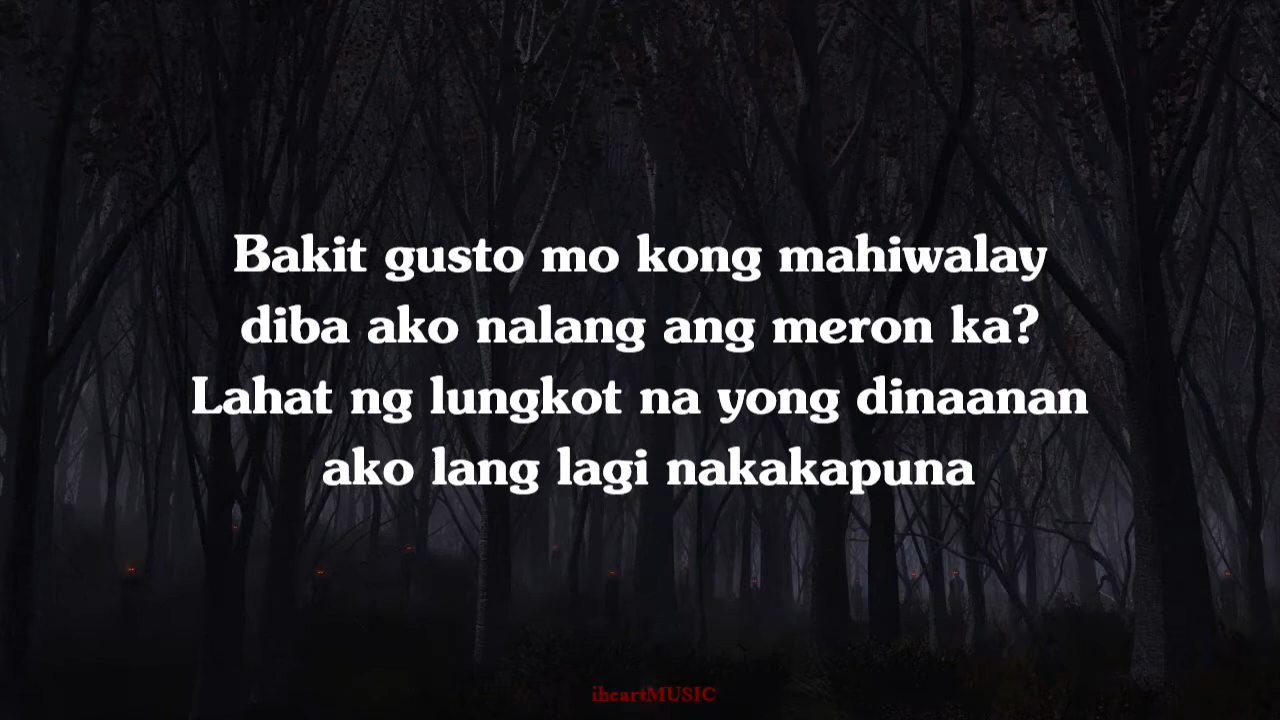 Bakit gusto mo kong mahiwalay
diba ako nalang ang meron ka?
Lahat ng lungkot na yong dinaanan
ako lang lagi nakakapuna
iheartMUSIC